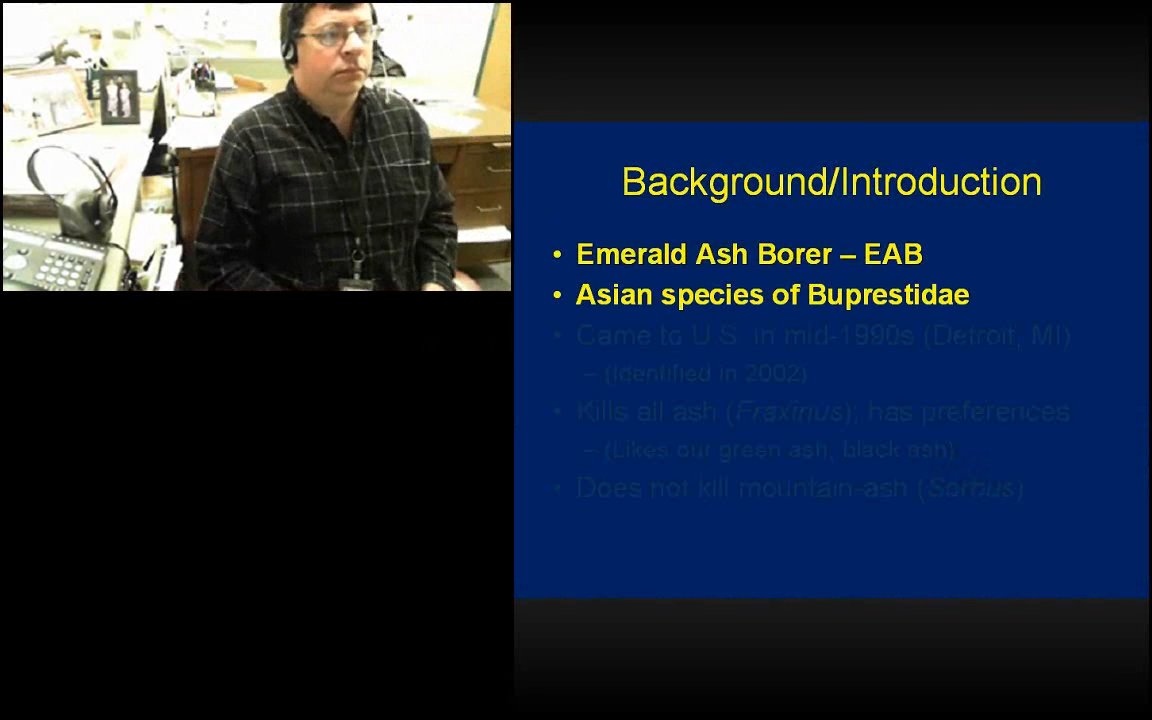 Background/Introduction
• Emerald Ash Borer – EAB
• Asian species of Buprestidae
• Came to U.S. in mid-1990s (Detroit, MI)
– (Identified in 2002)
• Kills all ash (Fraxinus); has preferences
– (Likes our green ash, black ash)
• Does not kill mountain-ash (Sorbus)